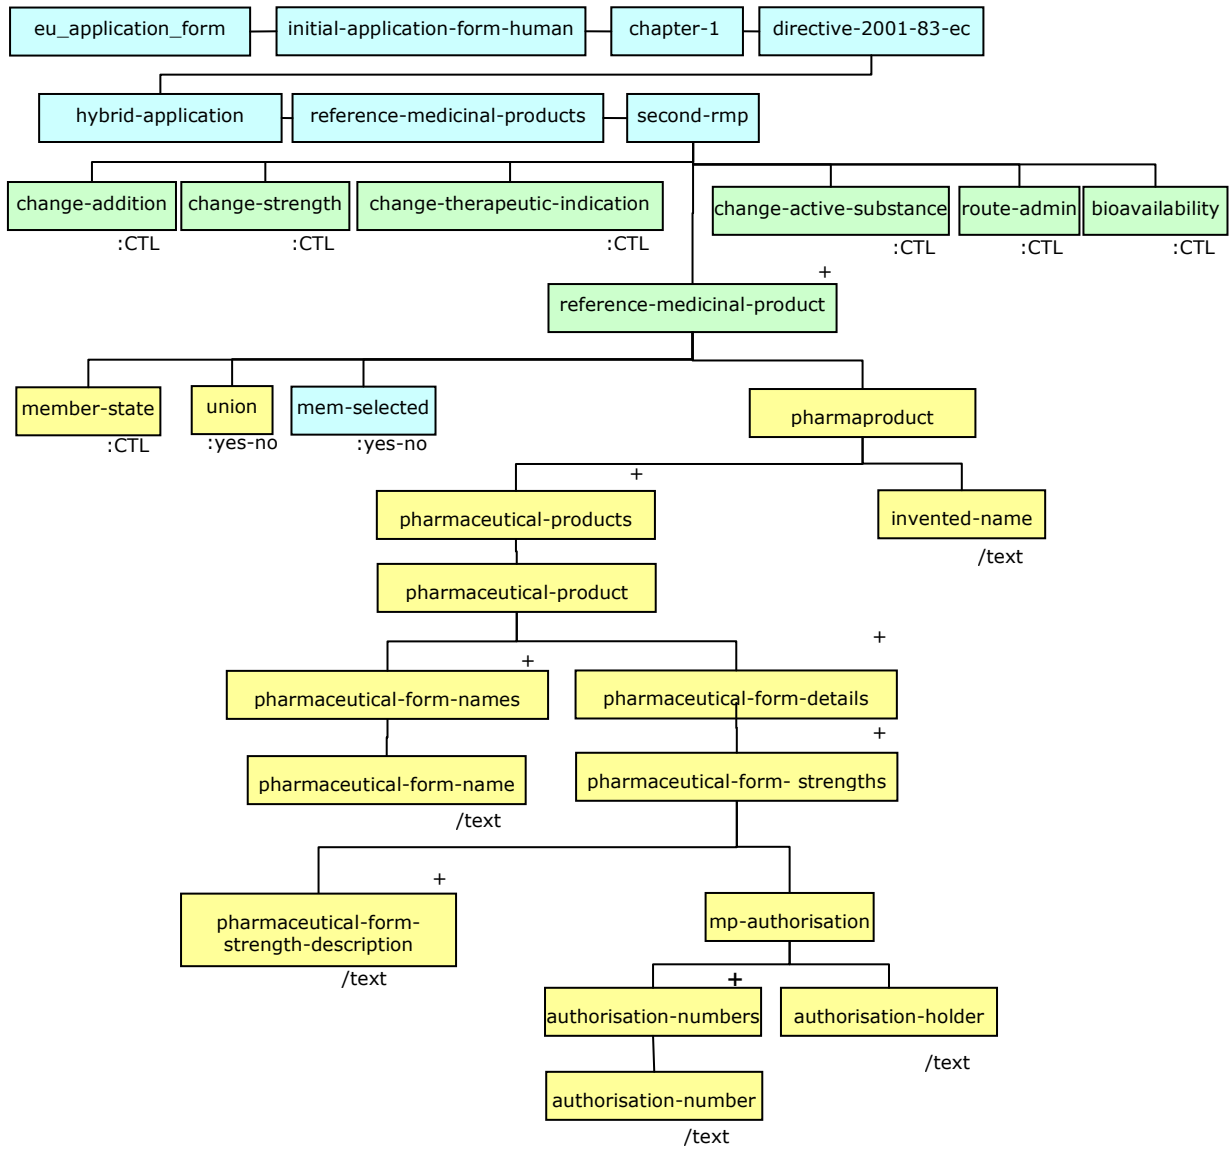 eu_application_form
initial-application-form-human
chapter-1
directive-2001-83-ec
hybrid-application
reference-medicinal-products
second-rmp
change-addition
:CTL
change-strength
:CTL
change-therapeutic-indication
:CTL
change-active-substance
:CTL
route-admin
:CTL
bioavailability
:CTL
+
reference-medicinal-product
member-state
:CTL
union
:yes-no
mem-selected
:yes-no
pharmaproduct
+
pharmaceutical-products
invented-name
/text
pharmaceutical-product
+
pharmaceutical-form-names
+
pharmaceutical-form-details
pharmaceutical-form-name
/text
+
pharmaceutical-form- strengths
+
pharmaceutical-form-
strength-description
/text
mp-authorisation
+
authorisation-numbers
authorisation-holder
/text
authorisation-number
/text